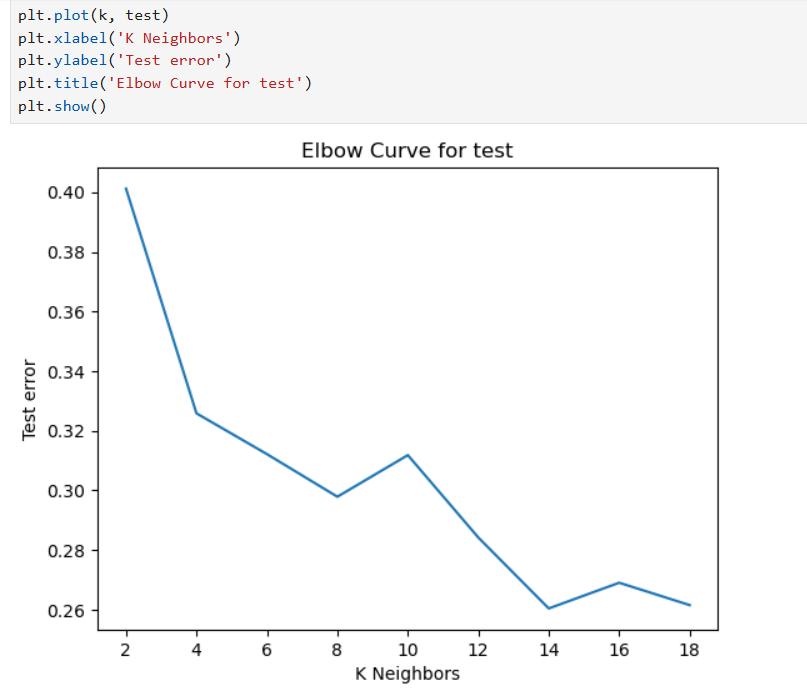 plt.plot(k, test)
plt.xlabel('K Neighbors')
plt.ylabel('Test error')
plt.title('Elbow Curve for test')
plt.show()
Elbow Curve for test
0.40
0.38
0.36
0.34
0.32
0.30
0.28
0.26
Test error
2 4 6 8 10 12 14 16 18
K Neighbors